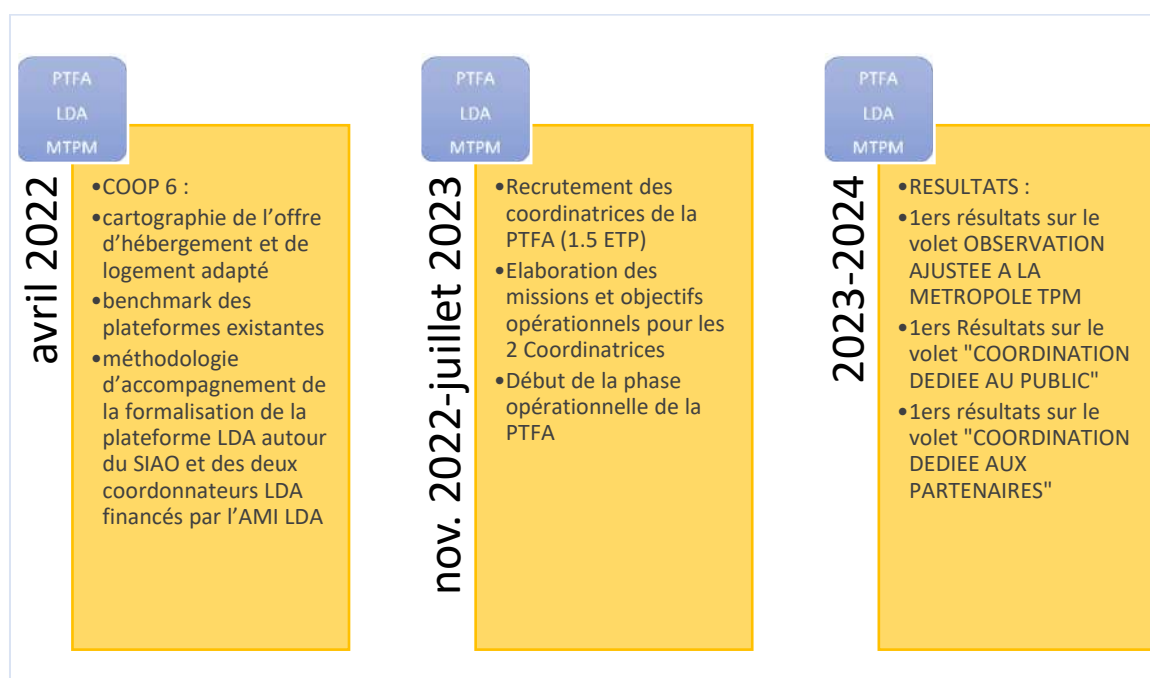 PTFA
LDA
MTPM
avril 2022
•COOP 6 :
•cartographie de l’offre
d’hébergement et de
logement adapté
•benchmark des
plateformes existantes
•méthodologie
d’accompagnement de
la formalisation de la
plateforme LDA autour
du SIAO et des deux
coordonnateurs LDA
financés par l’AMI LDA
PTFA
LDA
MTPM
nov. 2022-juillet 2023
•Recrutement des
coordinatrices de la
PTFA (1.5 ETP)
•Elaboration des
missions et objectifs
opérationnels pour les
2 Coordinatrices
•Début de la phase
opérationnelle de la
PTFA
PTFA
LDA
MTPM
2023-2024
•RESULTATS :
•1ers résultats sur le
volet OBSERVATION
AJUSTEE A LA
METROPOLE TPM
•1ers Résultats sur le
volet "COORDINATION
DEDIEE AU PUBLIC"
•1ers résultats sur le
volet "COORDINATION
DEDIEE AUX
PARTENAIRES"